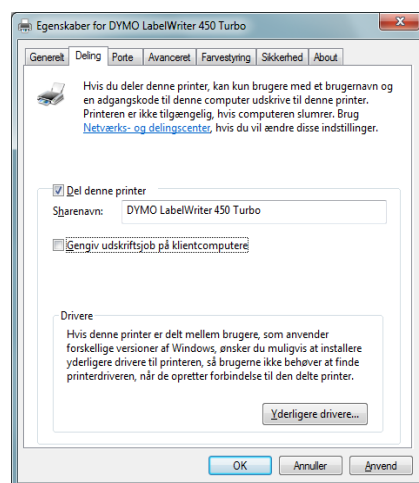 Egenskaber for DYMO LabelWriter 450 Turbo
Generelt Deling Porte Avanceret Farvestyring Sikkerhed About
Hvis du deler denne printer, kan kun brugere med et brugernavn og
en adgangskode til denne computer udskrive til denne printer.
Printeren er ikke tilgængelig, hvis computeren slumrer. Brug
Netværks- og delingscenter, hvis du vil ændre disse indstillinger.
Del denne printer
Sharenavn: DYMO LabelWriter 450 Turbo
Gengiv udskriftsjob på klientcomputere
Drivere
Hvis denne printer er delt mellem brugere, som anvender
forskellige versioner af Windows, ønsker du muligvis at installere
yderligere drivere til printeren, så brugerne ikke behøver at finde
printerdriveren, når de opretter forbindelse til den delte printer.
Yderligere drivere...
OK Annuller Anvend